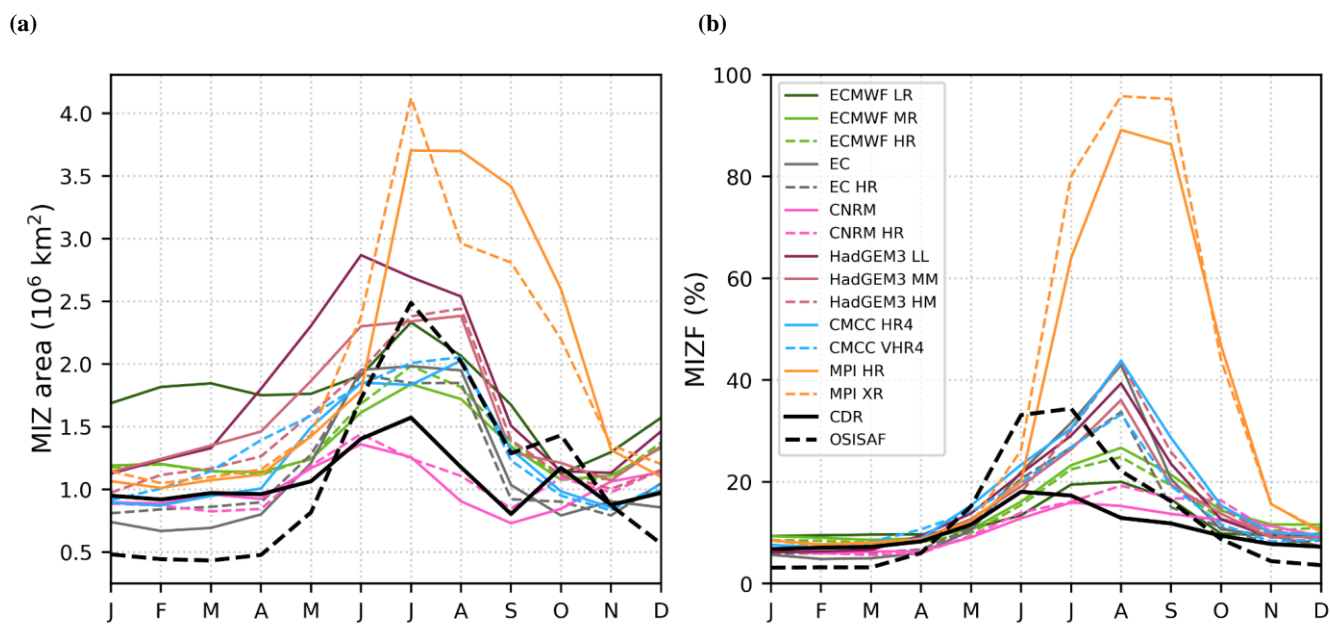 (a)
(b)
MIZ area (10⁶ km²)
4.0
3.5
3.0
2.5
2.0
1.5
1.0
0.5
J F M A M J J A S O N D
MIZF (%)
100
80
60
40
20
0
J F M A M J J A S O N D
ECMWF LR
ECMWF MR
ECMWF HR
EC
EC HR
CNRM
CNRM HR
HadGEM3 LL
HadGEM3 MM
HadGEM3 HM
CMCC HR4
CMCC VHR4
MPI HR
MPI XR
CDR
OSISAF